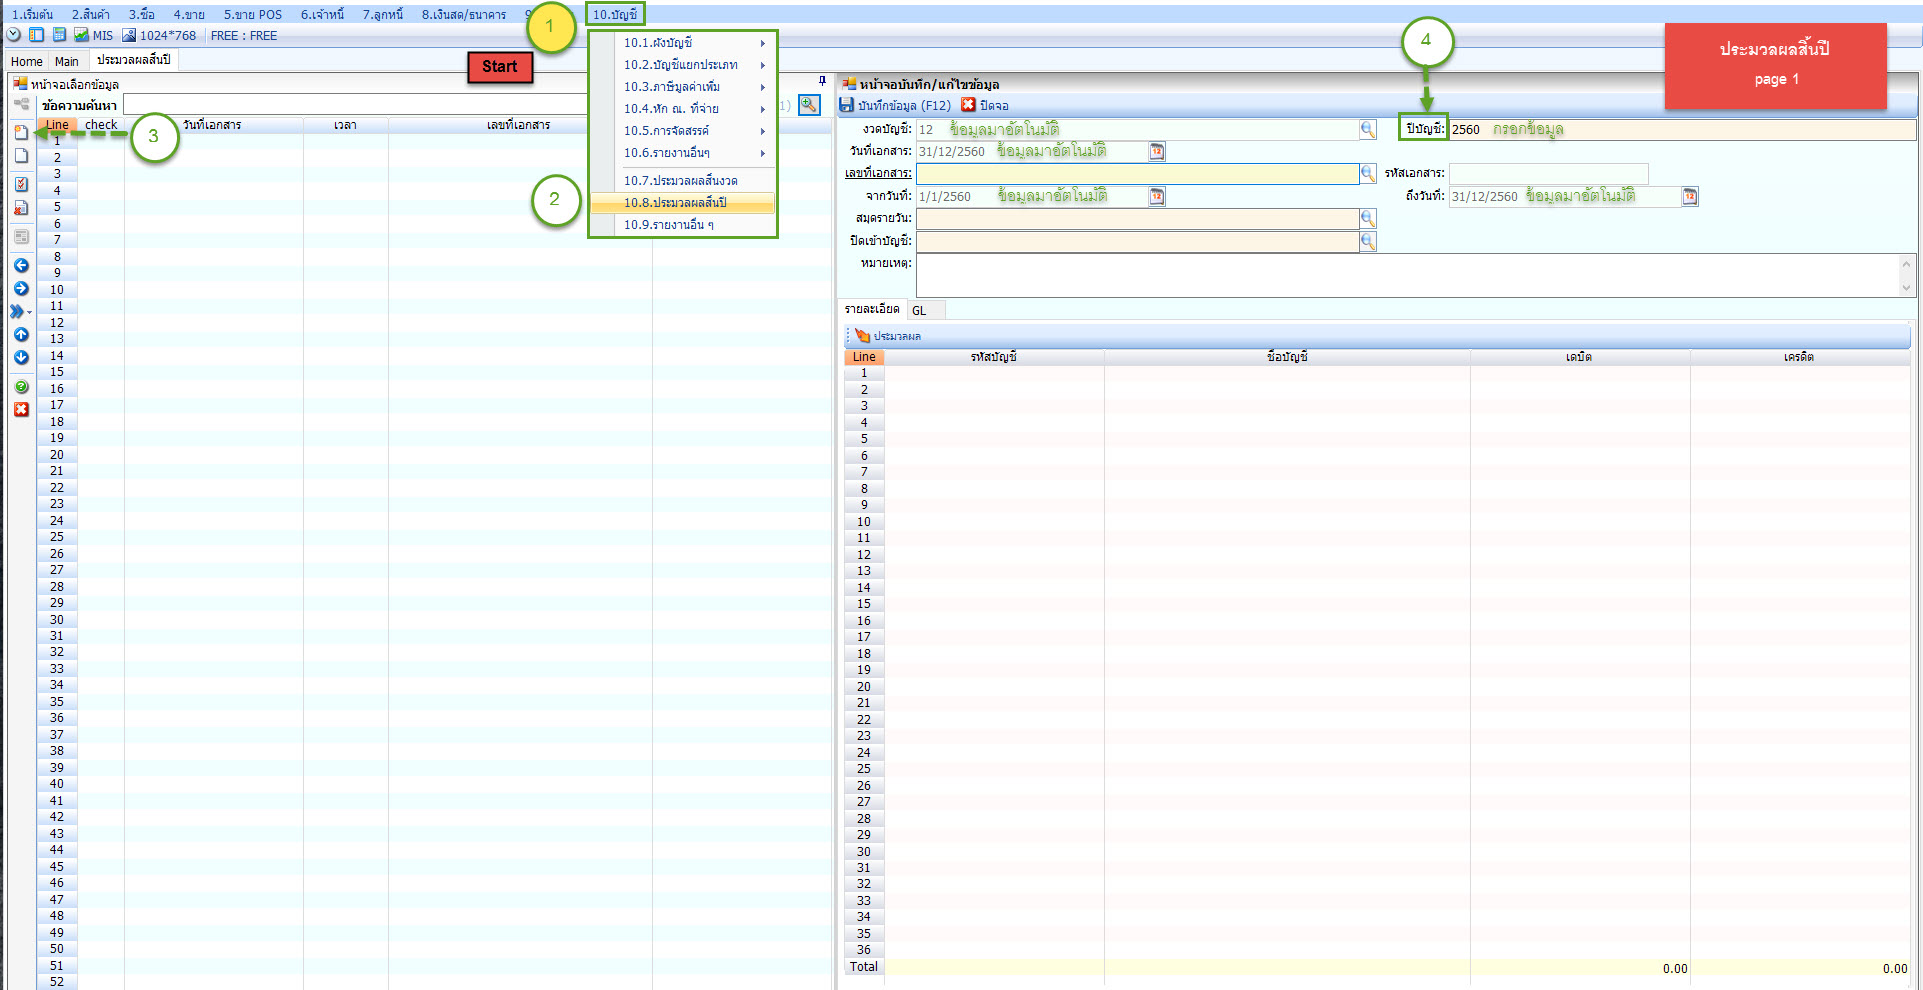 1.เริ่มต้น 2.สินค้า 3.ซื้อ 4.ขาย 5.ขาย POS 6.เจ้าหนี้ 7.ลูกหนี้ 8.เงินสด/ธนาคาร 9 10.บัญชี
1
MIS 1024*768 FREE : FREE
Home Main ประมวลผลสิ้นปี
Start
10.1.ผังบัญชี
10.2.บัญชีแยกประเภท
10.3.ภาษีมูลค่าเพิ่ม
10.4.หัก ณ. ที่จ่าย
10.5.การจัดสรรค์
10.6.รายงานอื่นๆ
10.7.ประมวลผลสิ้นงวด
10.8.ประมวลผลสิ้นปี
10.9.รายงานอื่น ๆ
2
หน้าจอเลือกข้อมูล
ข้อความค้นหา 1)
Line check วันที่เอกสาร เวลา เลขที่เอกสาร
3
1
2
3
4
5
6
7
8
9
10
11
12
13
14
15
16
17
18
19
20
21
22
23
24
25
26
27
28
29
30
31
32
33
34
35
36
37
38
39
40
41
42
43
44
45
46
47
48
49
50
51
52
4
ประมวลผลสิ้นปี
page 1
หน้าจอบันทึก/แก้ไขข้อมูล
บันทึกข้อมูล (F12) ปิดจอ
งวดบัญชี: 12 ข้อมูลมาอัตโนมัติ ปีบัญชี: 2560 กรอกข้อมูล
วันที่เอกสาร: 31/12/2560 ข้อมูลมาอัตโนมัติ 12
เลขที่เอกสาร: รหัสเอกสาร:
จากวันที่: 1/1/2560 ข้อมูลมาอัตโนมัติ 12 ถึงวันที่: 31/12/2560 ข้อมูลมาอัตโนมัติ 12
สมุดรายวัน:
ปิดเข้าบัญชี:
หมายเหตุ:
รายละเอียด GL
ประมวลผล
Line รหัสบัญชี ชื่อบัญชี เดบิต เครดิต
1
2
3
4
5
6
7
8
9
10
11
12
13
14
15
16
17
18
19
20
21
22
23
24
25
26
27
28
29
30
31
32
33
34
35
36
Total 0.00 0.00